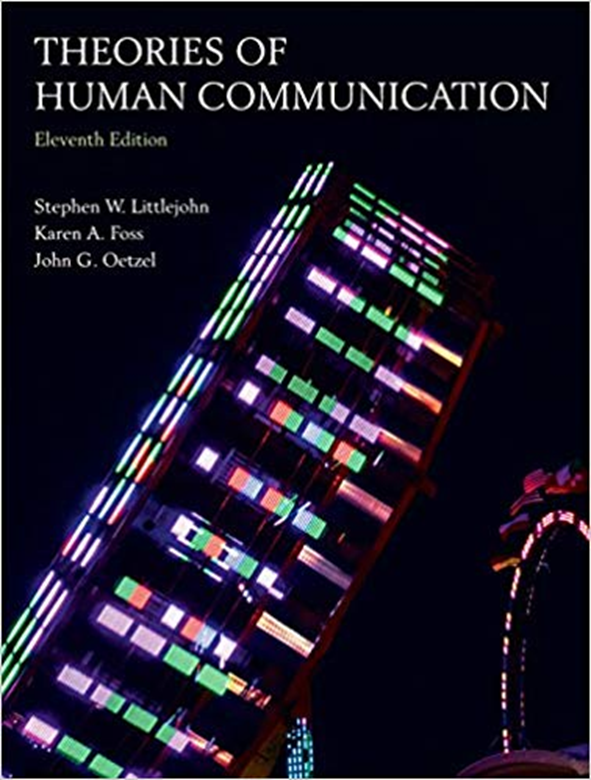 THEORIES OF
HUMAN COMMUNICATION
Eleventh Edition
Stephen W. Littlejohn
Karen A. Foss
John G. Oetzel